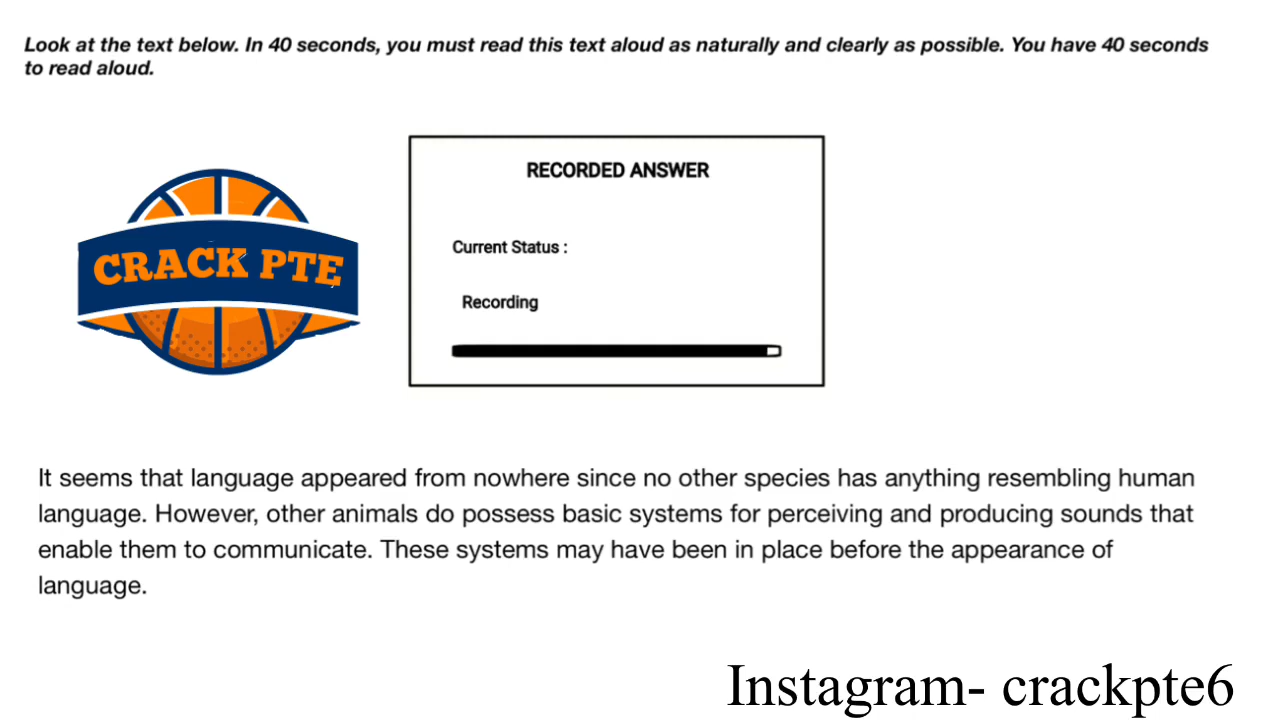 Look at the text below. In 40 seconds, you must read this text aloud as naturally and clearly as possible. You have 40 seconds
to read aloud.
CRACK PTE
RECORDED ANSWER
Current Status :
Recording
It seems that language appeared from nowhere since no other species has anything resembling human
language. However, other animals do possess basic systems for perceiving and producing sounds that
enable them to communicate. These systems may have been in place before the appearance of
language.
Instagram- crackpte6